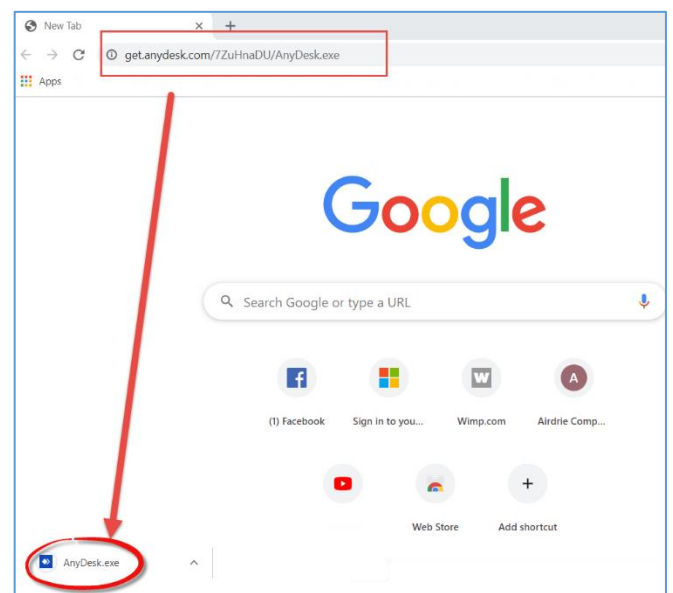 New Tab
get.anydesk.com/7ZuHnaDU/AnyDesk.exe
Apps
Google
Search Google or type a URL
(1) Facebook
Sign in to you...
Wimp.com
A
Airdrie Comp...
Web Store
Add shortcut
AnyDesk.exe